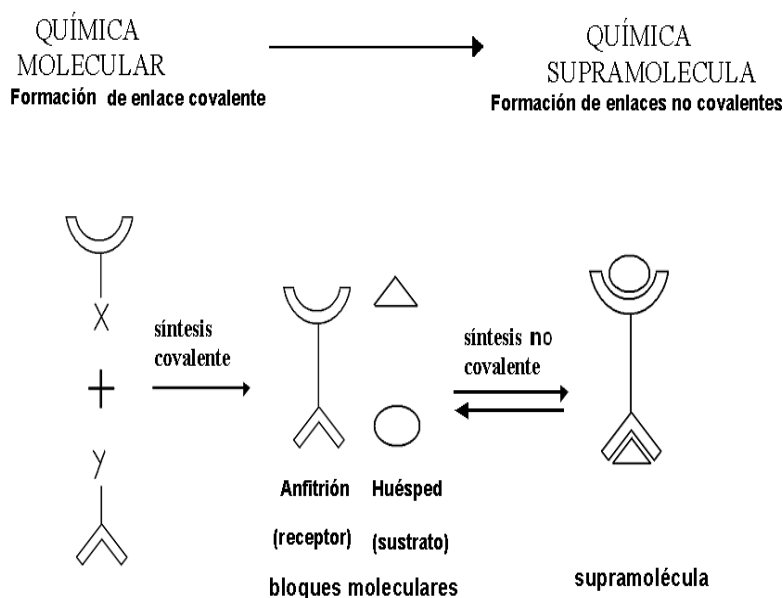 QUÍMICA
MOLECULAR
Formación de enlace covalente
QUÍMICA
SUPRAMOLECULA
Formación de enlaces no covalentes
X
+
Y
síntesis
covalente
síntesis no
covalente
Anfitrión
(receptor)
Huésped
(sustrato)
bloques moleculares
supramolécula